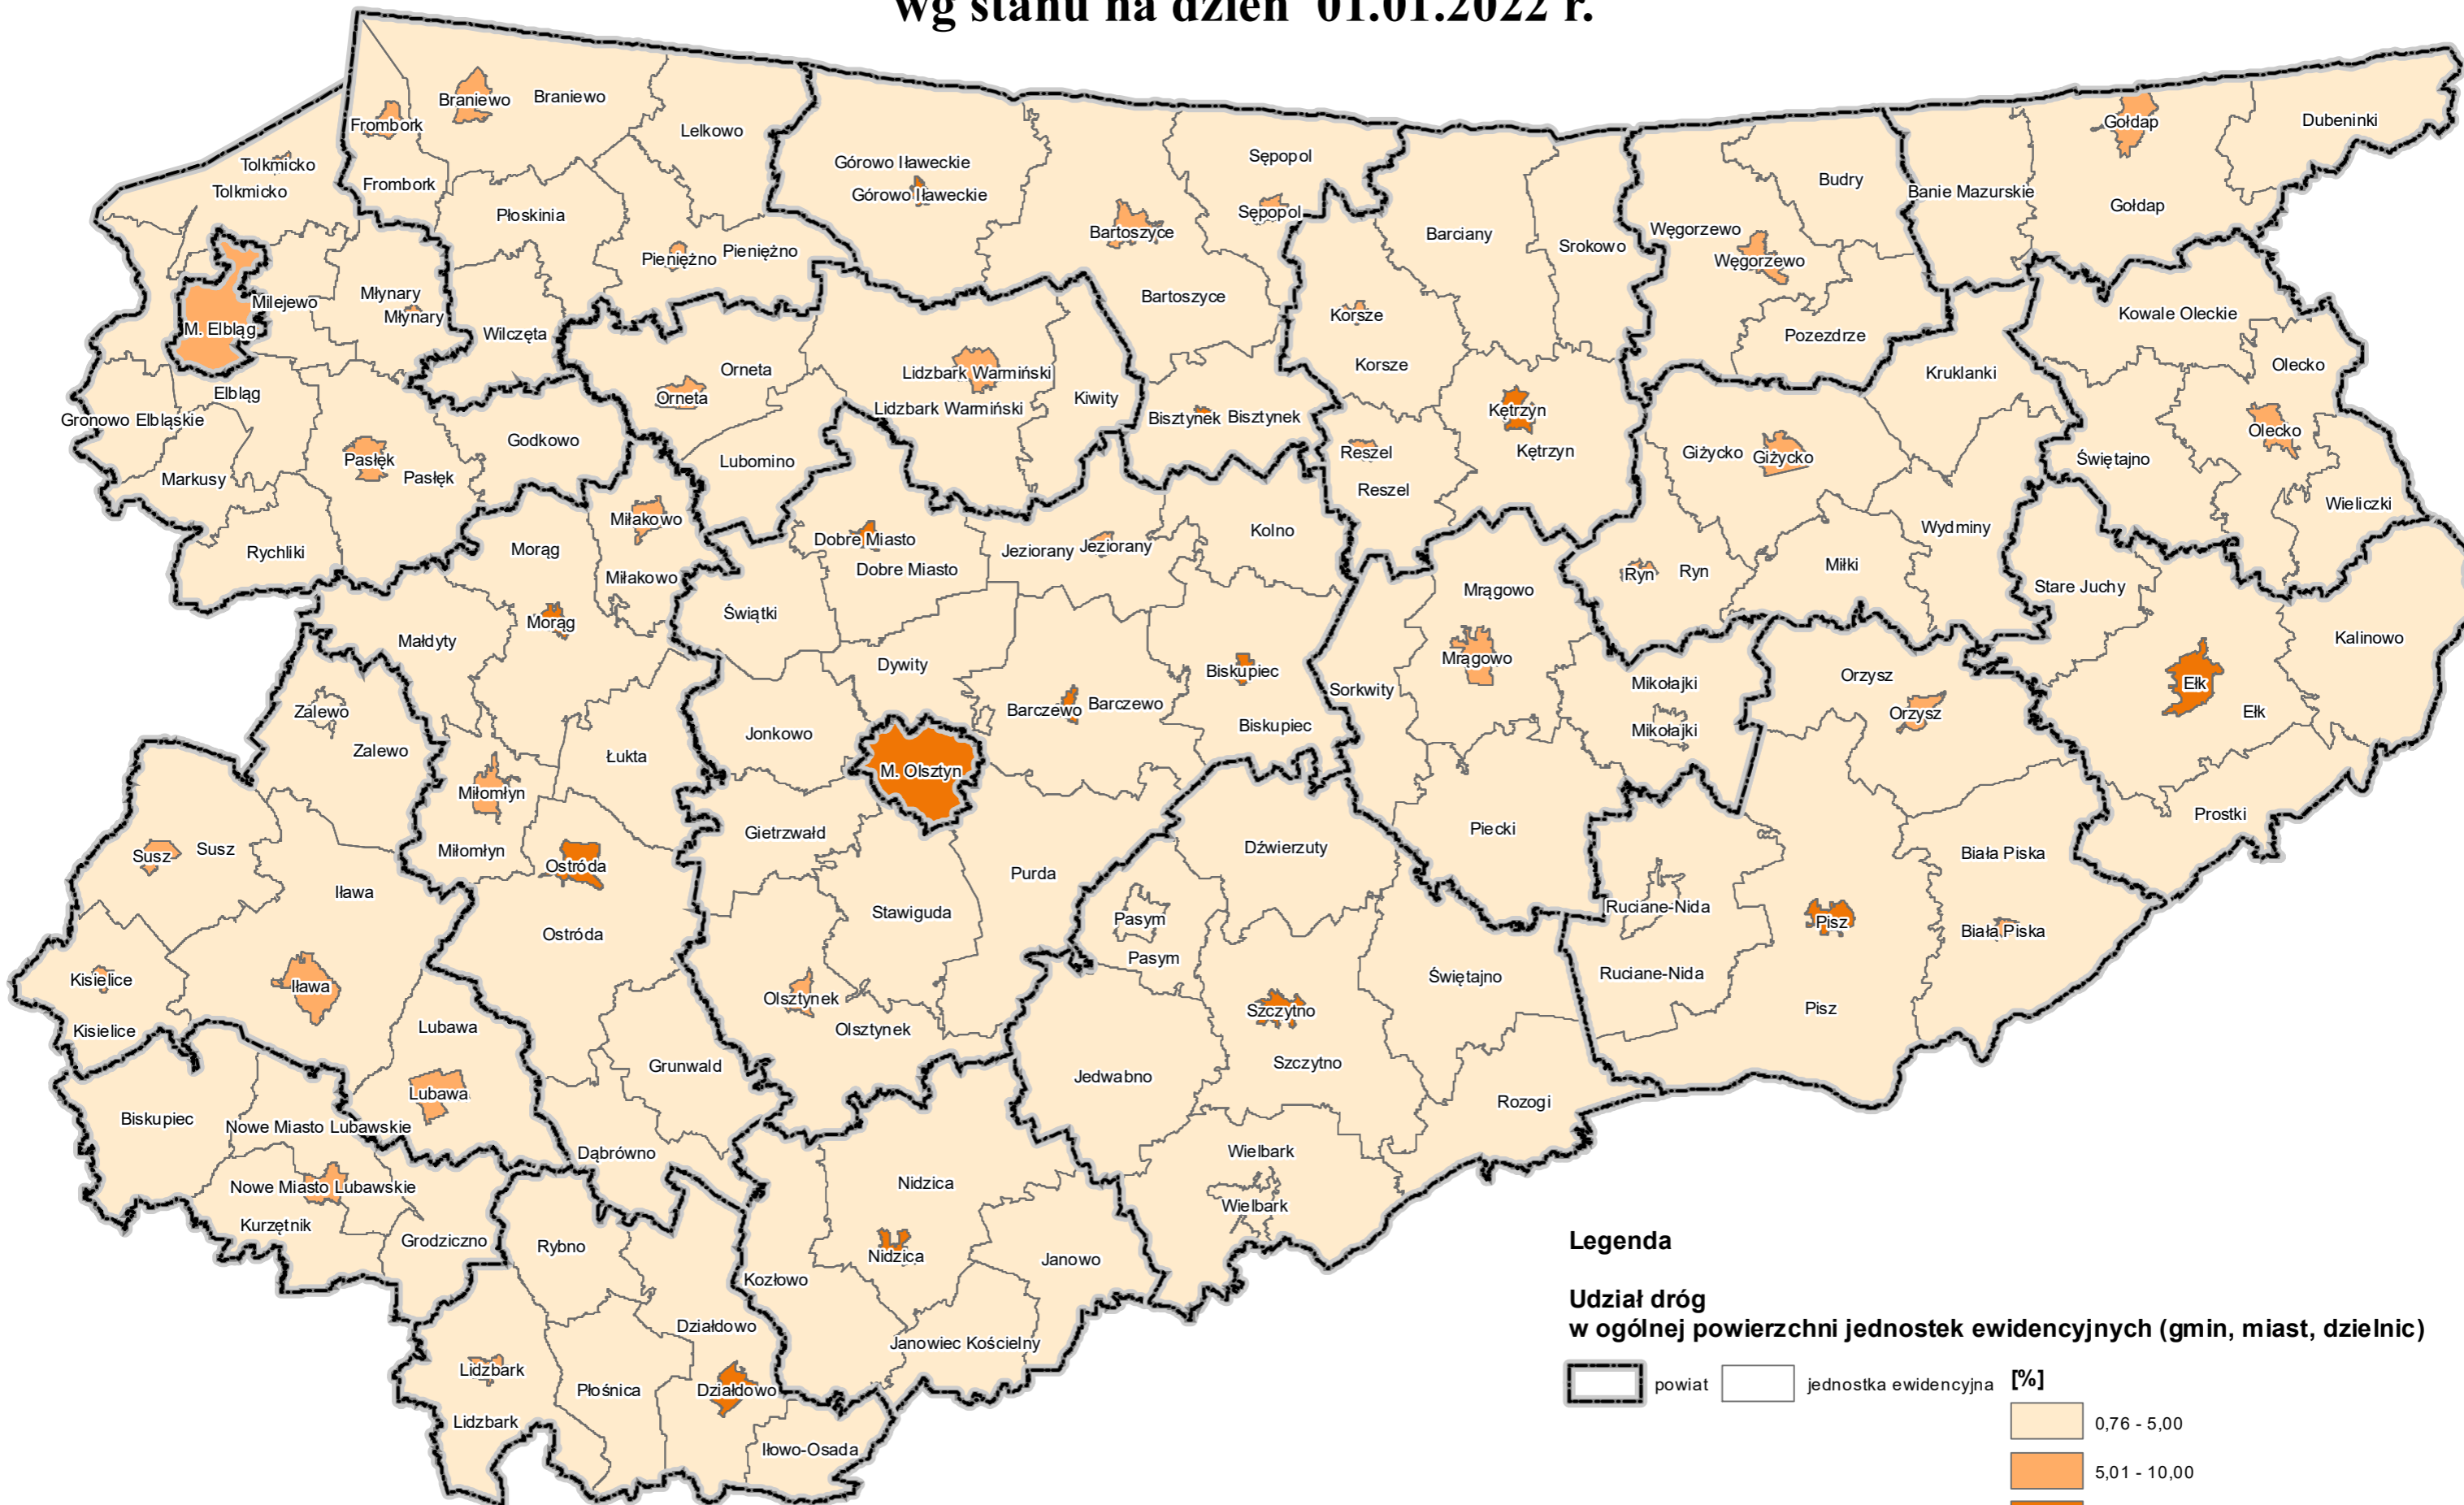 wg stanu na dzień 01.01.2022 r.
Braniewo
Braniewo
Frombork
Lelkowo
Gołdap
Dubeninki
Tolkmicko
Tolkmicko
Frombork
Górowo Iławeckie
Górowo Iławeckie
Sępopol
Sępopol
Budry
Banie Mazurskie
Gołdap
Płoskinia
Bartoszyce
Barciany
Srokowo
Węgorzewo
Węgorzewo
Pieniężno
Pieniężno
Milejewo
Młynary
Młynary
M. Elbląg
Wilczęta
Bartoszyce
Korsze
Korsze
Pozezdrze
Kowale Oleckie
Orneta
Orneta
Lidzbark Warmiński
Lidzbark Warmiński
Kiwity
Bisztynek
Bisztynek
Kętrzyn
Kętrzyn
Kruklanki
Olecko
Olecko
Elbląg
Gronowo Elbląskie
Godkowo
Pasłęk
Pasłęk
Markusy
Lubomino
Reszel
Reszel
Giżycko
Giżycko
Świętajno
Wieliczki
Miłakowo
Miłakowo
Morąg
Rychliki
Dobre Miasto
Dobre Miasto
Jeziorany
Jeziorany
Kolno
Wydminy
Ryn
Ryn
Miłki
Stare Juchy
Mrągowo
Mrągowo
Świątki
Morąg
Małdyty
Dywity
Biskupiec
Biskupiec
Barczewo
Barczewo
Sorkwity
Mikołajki
Mikołajki
Orzysz
Orzysz
Ełk
Ełk
Kalinowo
Zalewo
Zalewo
Łukta
Jonkowo
M. Olsztyn
Miłomłyn
Miłomłyn
Gietrzwałd
Piecki
Prostki
Dźwierzuty
Susz
Susz
Ostróda
Ostróda
Iława
Purda
Stawiguda
Biała Piska
Biała Piska
Ruciane-Nida
Ruciane-Nida
Pisz
Pisz
Pasym
Pasym
Kisielice
Kisielice
Iława
Olsztynek
Olsztynek
Świętajno
Szczytno
Szczytno
Lubawa
Lubawa
Grunwald
Jedwabno
Rozogi
Biskupiec
Nowe Miasto Lubawskie
Nowe Miasto Lubawskie
Dąbrówno
Wielbark
Wielbark
Nidzica
Nidzica
Kurzętnik
Grodziczno
Rybno
Kozłowo
Janowo
Działdowo
Działdowo
Janowiec Kościelny
Lidzbark
Lidzbark
Płośnica
Iłowo-Osada
Legenda
Udział dróg
w ogólnej powierzchni jednostek ewidencyjnych (gmin, miast, dzielnic)
powiat
jednostka ewidencyjna
[%]
0,76 - 5,00
5,01 - 10,00